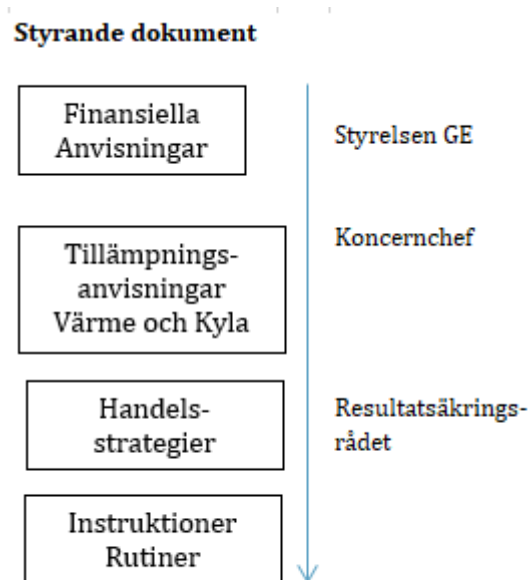 Styrande dokument
Finansiella
Anvisningar
Styrelsen GE
Koncernchef
Tillämpnings-
anvisningar
Värme och Kyla
Handels-
strategier
Resultatsäkrings-
rådet
Instruktioner
Rutiner